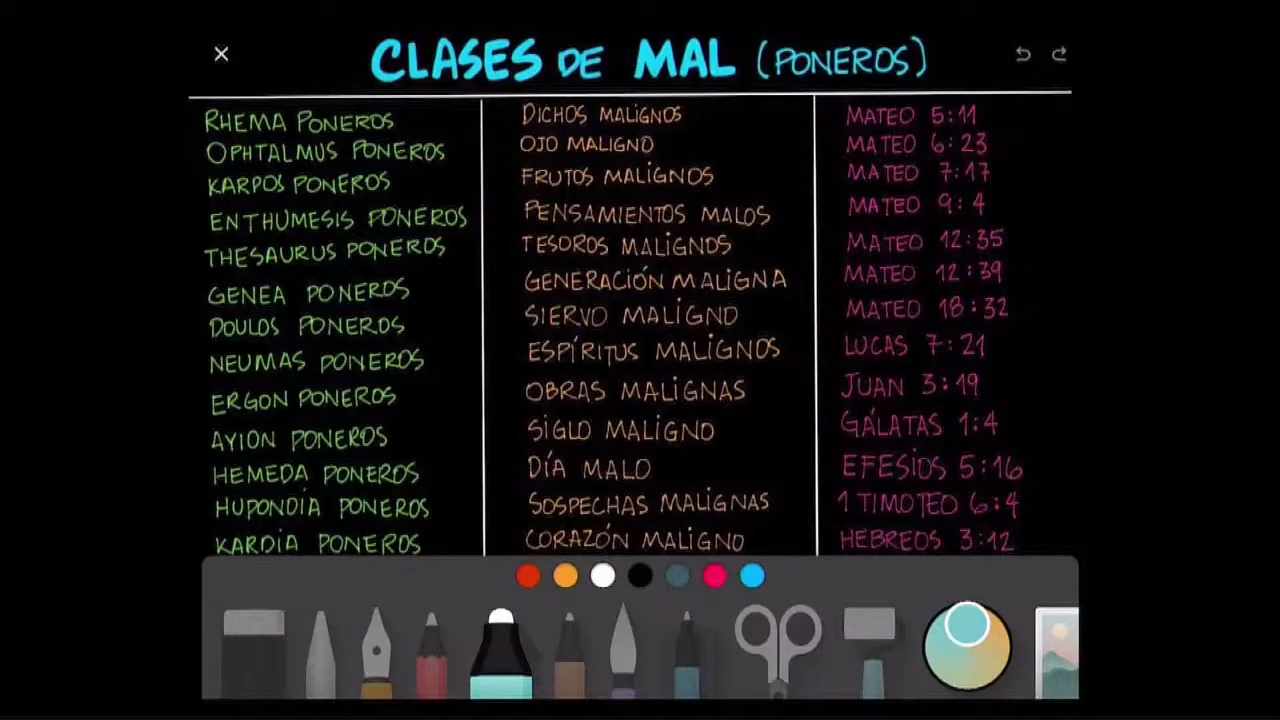 CLASES DE MAL (PONEROS)
RHEMA PONEROS DICHOS MALIGNOS MATEO 5:11
OPHTALMUS PONEROS OJO MALIGNO MATEO 6:23
KARPOS PONEROS FRUTOS MALIGNOS MATEO 7:17
ENTHUMESIS PONEROS PENSAMIENTOS MALOS MATEO 9:4
THESAURUS PONEROS TESOROS MALIGNOS MATEO 12:35
GENEA PONEROS GENERACIÓN MALIGNA MATEO 12:39
DOULOS PONEROS SIERVO MALIGNO MATEO 18:32
NEUMAS PONEROS ESPÍRITUS MALIGNOS LUCAS 7:21
ERGON PONEROS OBRAS MALIGNAS JUAN 3:19
AYION PONEROS SIGLO MALIGNO GÁLATAS 1:4
HEMEDA PONEROS DÍA MALO EFESIOS 5:16
HUPONDIA PONEROS SOSPECHAS MALIGNAS 1 TIMOTEO 6:4
KARDIA PONEROS CORAZÓN MALIGNO HEBREOS 3:12